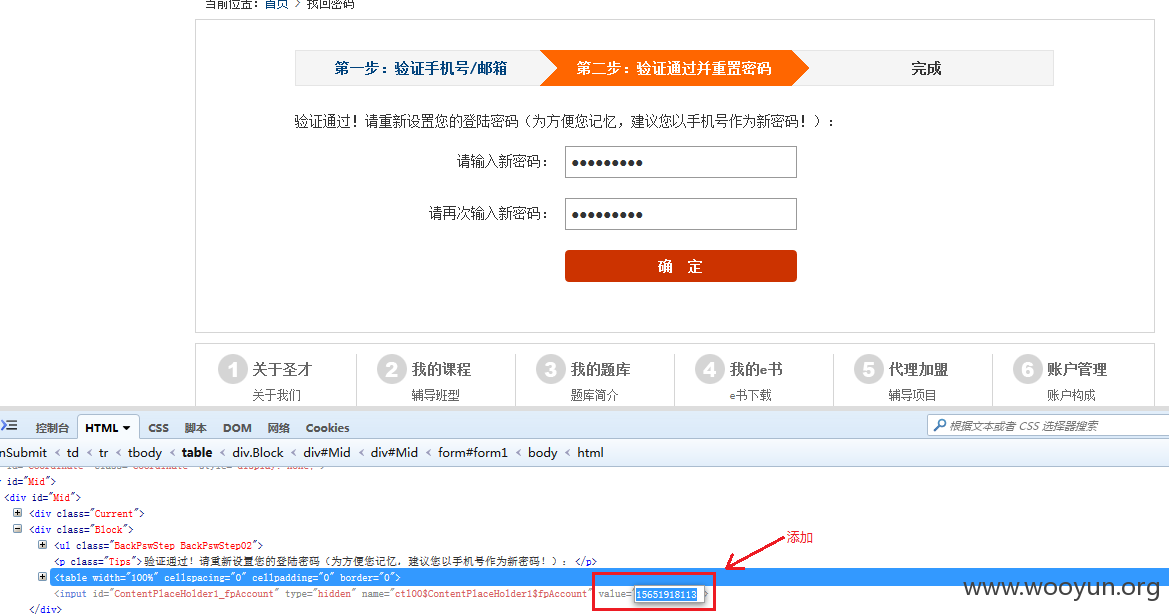 当前位置：首页 > 找回密码
第一步：验证手机号/邮箱 第二步：验证通过并重置密码 完成
验证通过！请重新设置您的登陆密码（为方便您记忆，建议您以手机号作为新密码！）：
请输入新密码： ●●●●●●●●●
请再次输入新密码： ●●●●●●●●●
确 定
1 关于圣才 2 我的课程 3 我的题库 4 我的e书 5 代理加盟 6 账户管理
关于我们 辅导班型 题库简介 e书下载 辅导项目 账户构成
控制台 HTML CSS 脚本 DOM 网络 Cookies 根据文本或者 CSS 选择器搜索
nSubmit < td < tr < tbody < table < div.Block < div#Mid < div#Mid < form#form1 < body < html
id="Mid">
<div id="Mid">
<div class="Current">
<div class="Block">
添加
<ul class="BackPswStep BackPswStep02">
<p class="Tips">验证通过！请重新设置您的登陆密码（为方便您记忆，建议您以手机号作为新密码！）：</p>
<table width="100%" cellspacing="0" cellpadding="0" border="0">
<input id="ContentPlaceHolder1_fpAccount" type="hidden" name="ctl00$ContentPlaceHolder1$fpAccount" value="15651918113">
</div>
www.wooyun.org